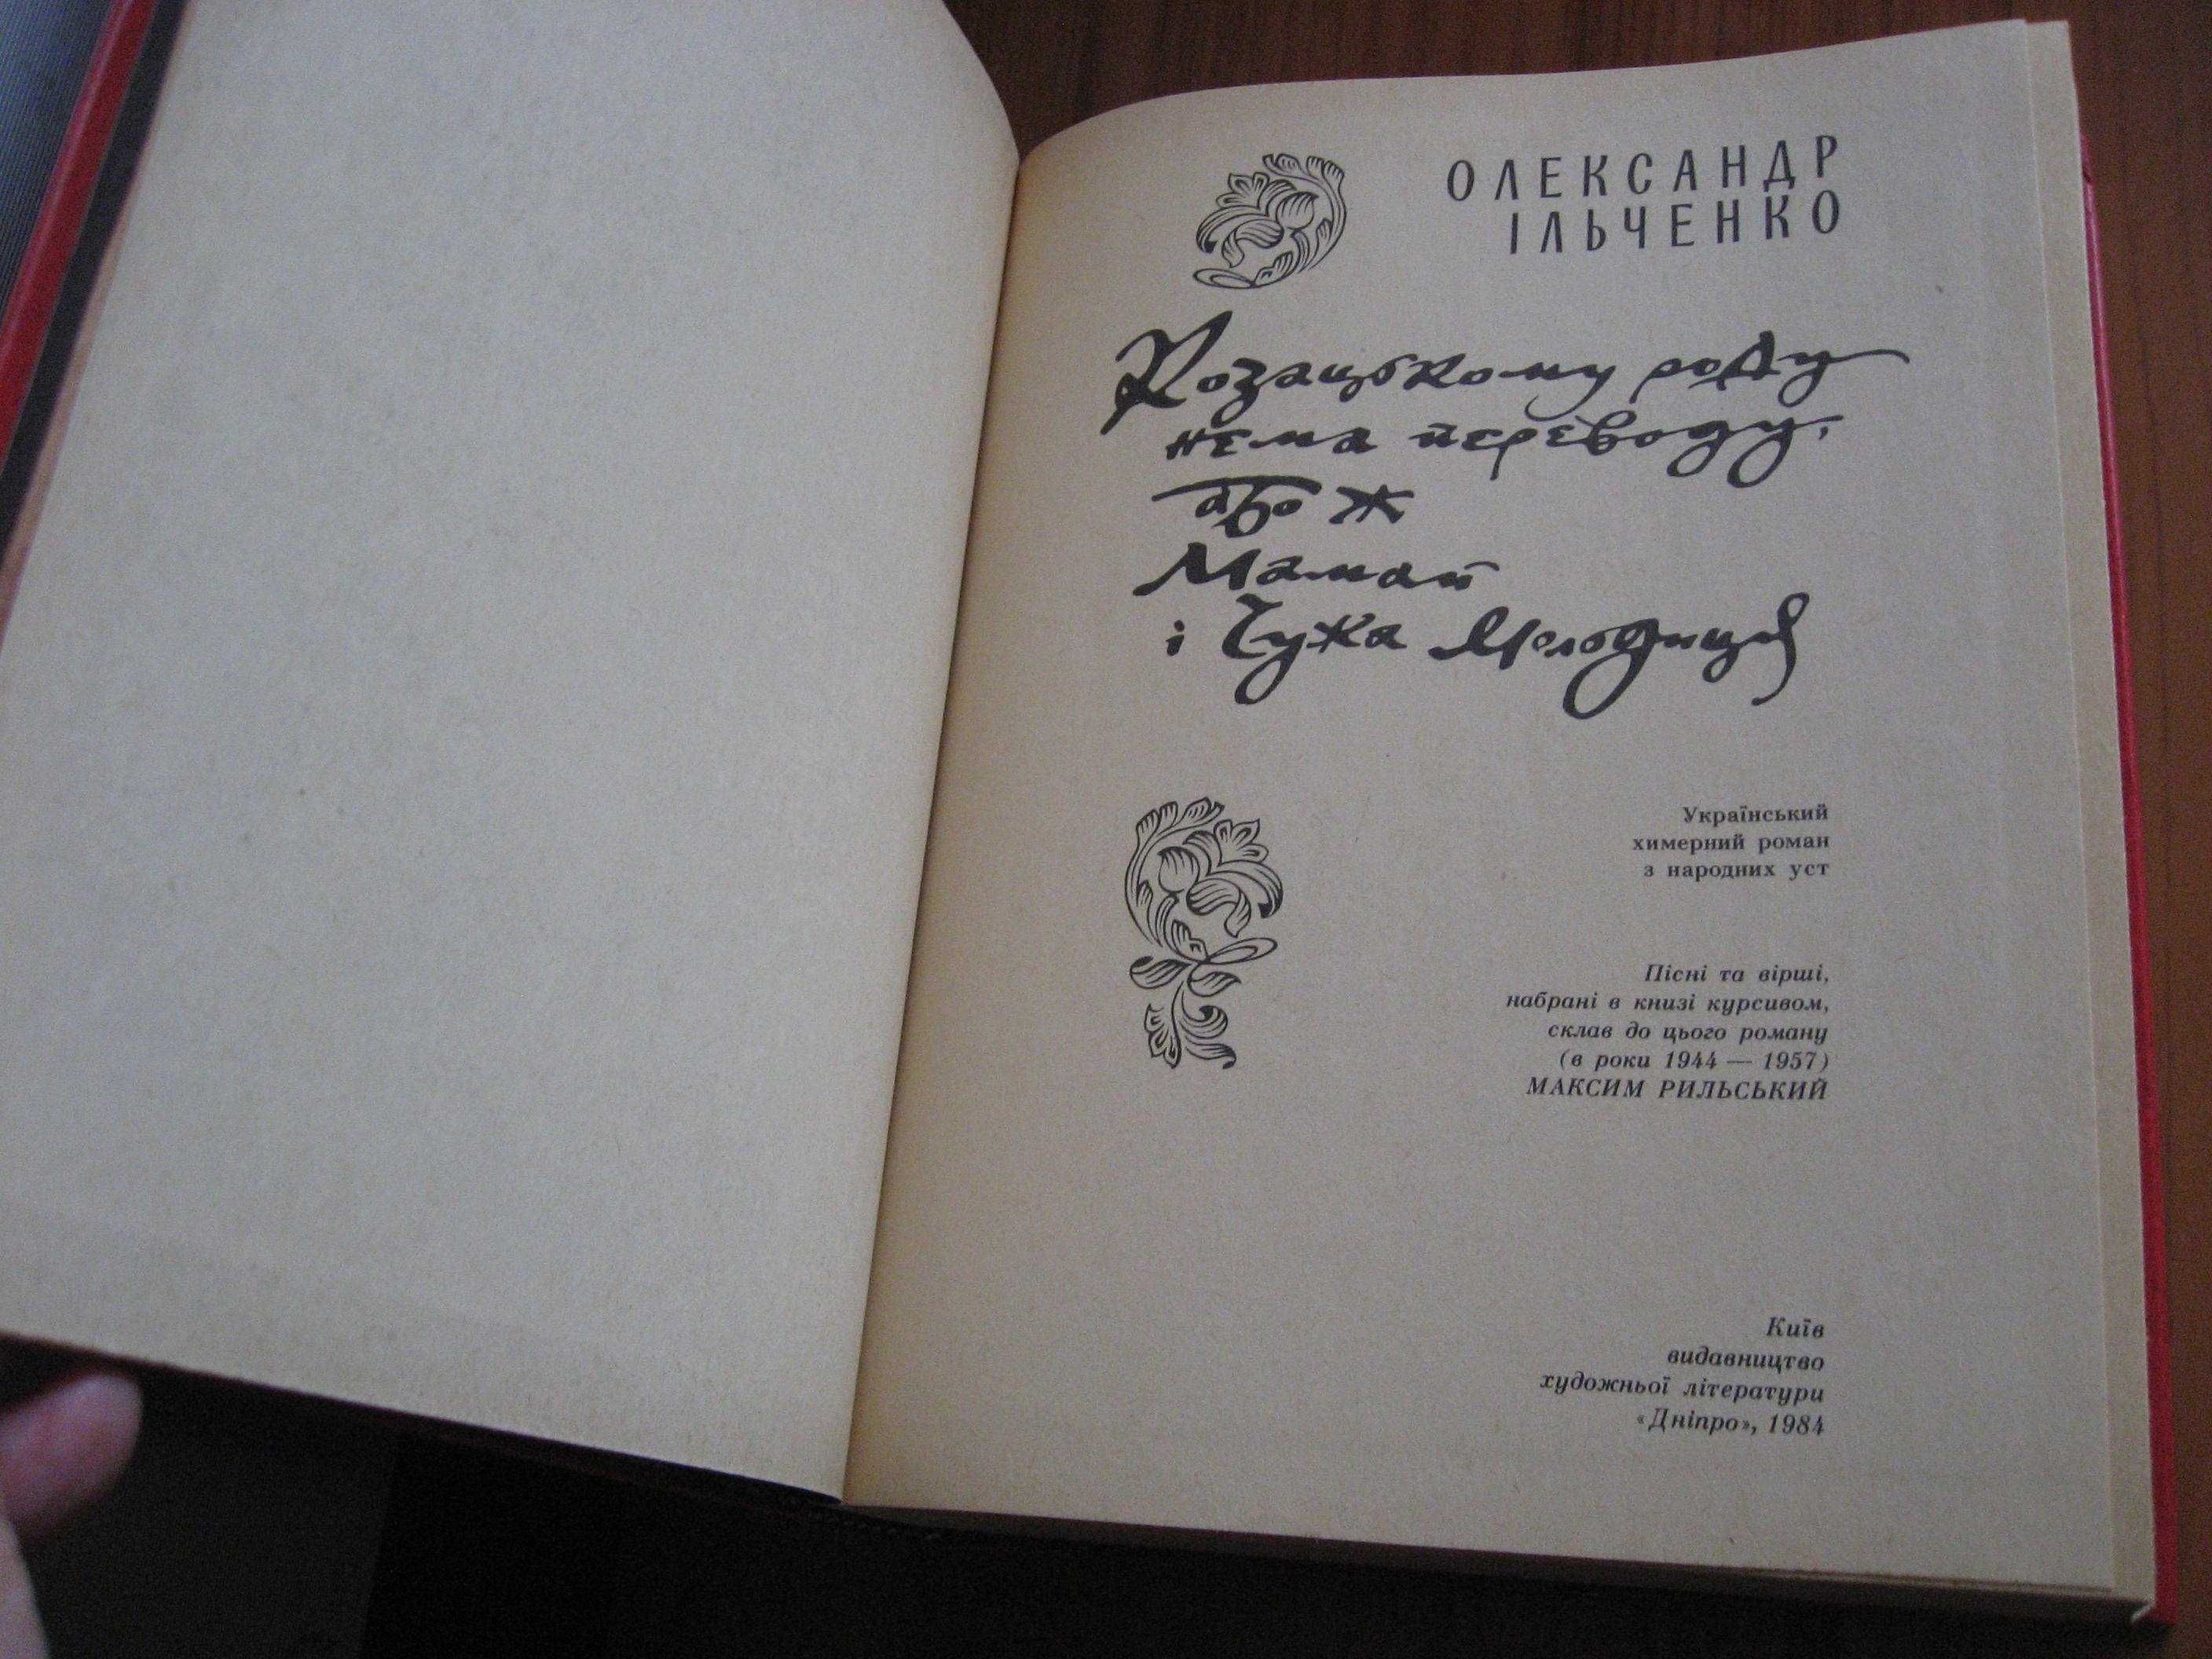 ОЛЕКСАНДР
ІЛЬЧЕНКО
Козацькому роду
нема переводу,
або ж
Мамай
і Чужа Молодиця
Український
химерний роман
з народних уст
Пісні та вірші,
набрані в книзі курсивом,
склав до цього роману
(в роки 1944 — 1957)
МАКСИМ РИЛЬСЬКИЙ
Київ
видавництво
художньої літератури
«Дніпро», 1984